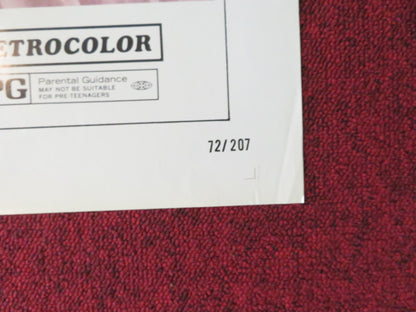 ETROCOLOR
PG Parental Guidance
MAY NOT BE SUITABLE
FOR PRE-TEENAGERS
72/207